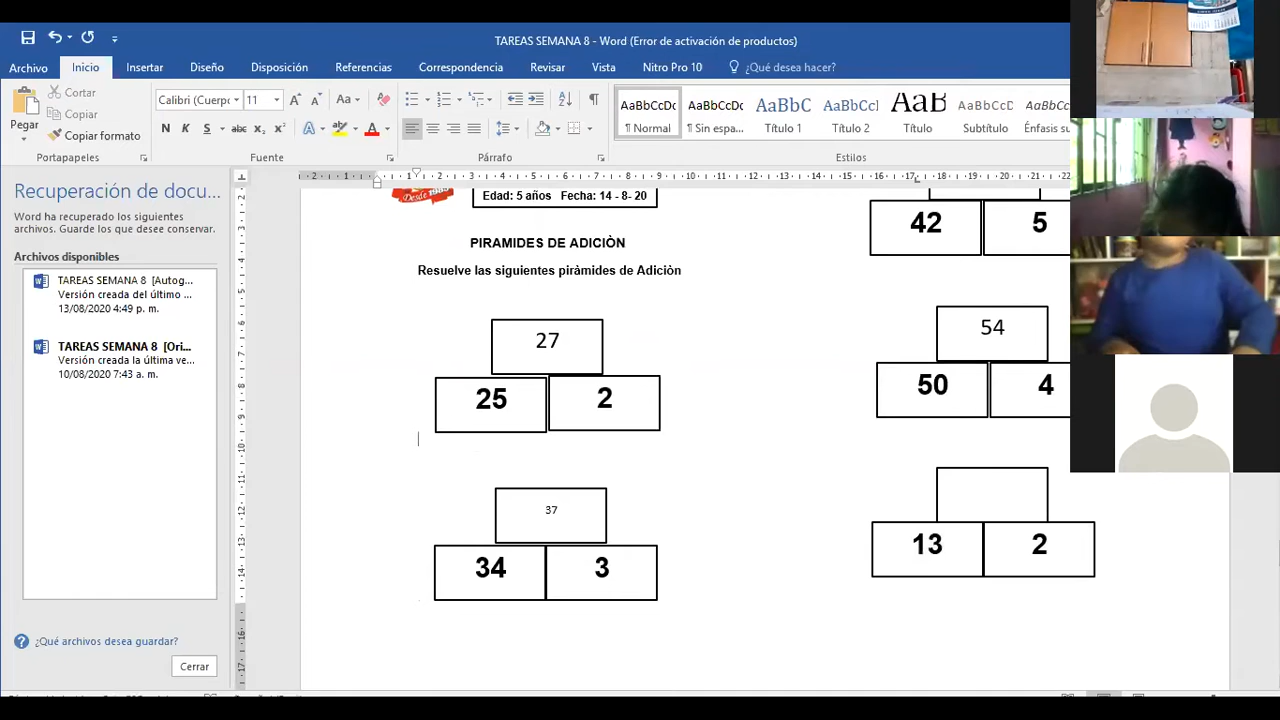 TAREAS SEMANA 8 - Word (Error de activación de productos)
Archivo Inicio Insertar Diseño Disposición Referencias Correspondencia Revisar Vista Nitro Pro 10 ¿Qué desea hacer?
Pegar
Cortar
Copiar
Copiar formato
Portapapeles
Calibri (Cuerpo 11
N K S abc x₂ x²
Fuente
Párrafo
AaBbCcDc AaBbCcDc AaBbC AaBbCcI AaB AaBbCcD AaBbCcD
¶ Normal ¶ Sin espa... Título 1 Título 2 Título Subtítulo Énfasis su
Estilos
Recuperación de docu...
Word ha recuperado los siguientes
archivos. Guarde los que desee conservar.
Archivos disponibles
TAREAS SEMANA 8 [Autog...
Versión creada del último ...
13/08/2020 4:49 p. m.
TAREAS SEMANA 8 [Ori...
Versión creada la última ve...
10/08/2020 7:43 a. m.
¿Qué archivos desea guardar?
Cerrar
Desde
Edad: 5 años Fecha: 14 - 8- 20
PIRAMIDES DE ADICIÒN
Resuelve las siguientes piràmides de Adiciòn
27
25 2
37
34 3
42 5
54
50 4
13 2